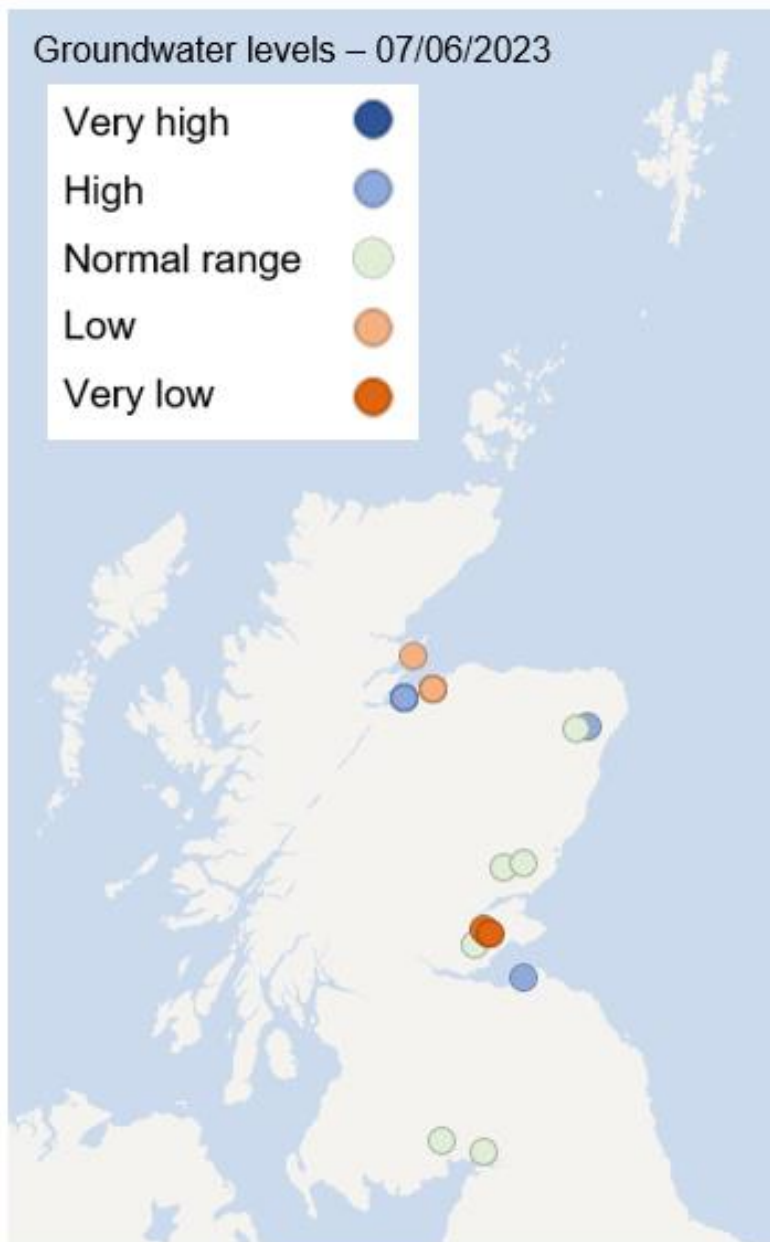 Groundwater levels – 07/06/2023
Very high
High
Normal range
Low
Very low